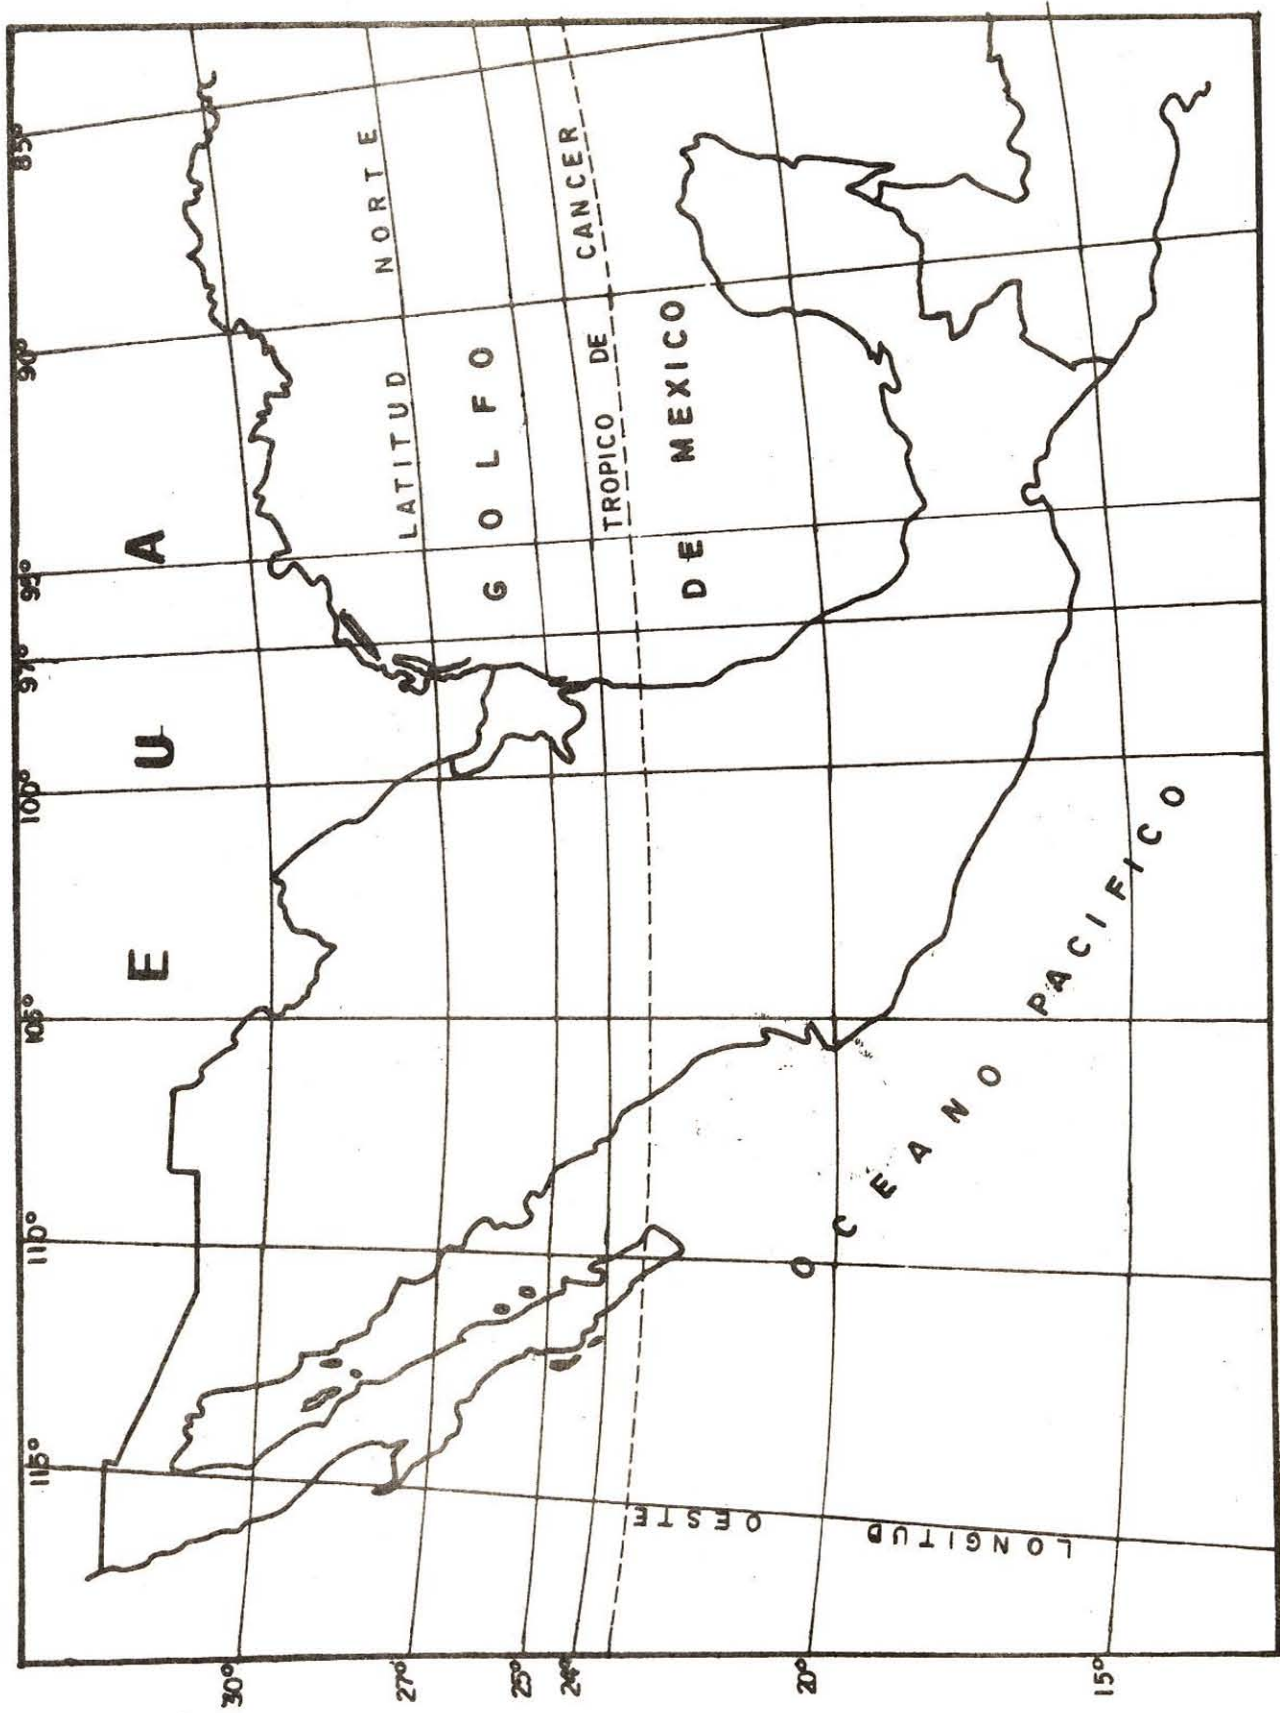 115° 110° 105° 100° 97° 95° 90° 85°
E U A
30°
27°
25°
24°
20°
15°
LATITUD NORTE
GOLFO
DE MEXICO
TROPICO DE CANCER
OCEANO PACIFICO
LONGITUD OESTE